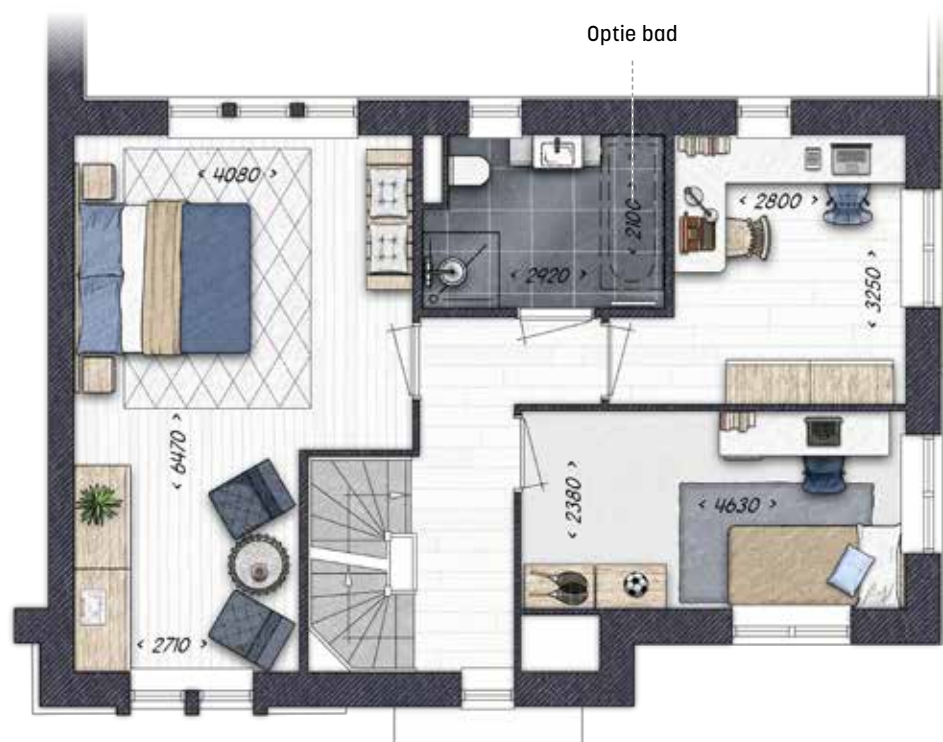 Optie bad
< 4080 >
< 2100 >
< 2920 >
< 2800 >
< 3250 >
< 6470 >
< 2380 >
< 4630 >
< 2710 >